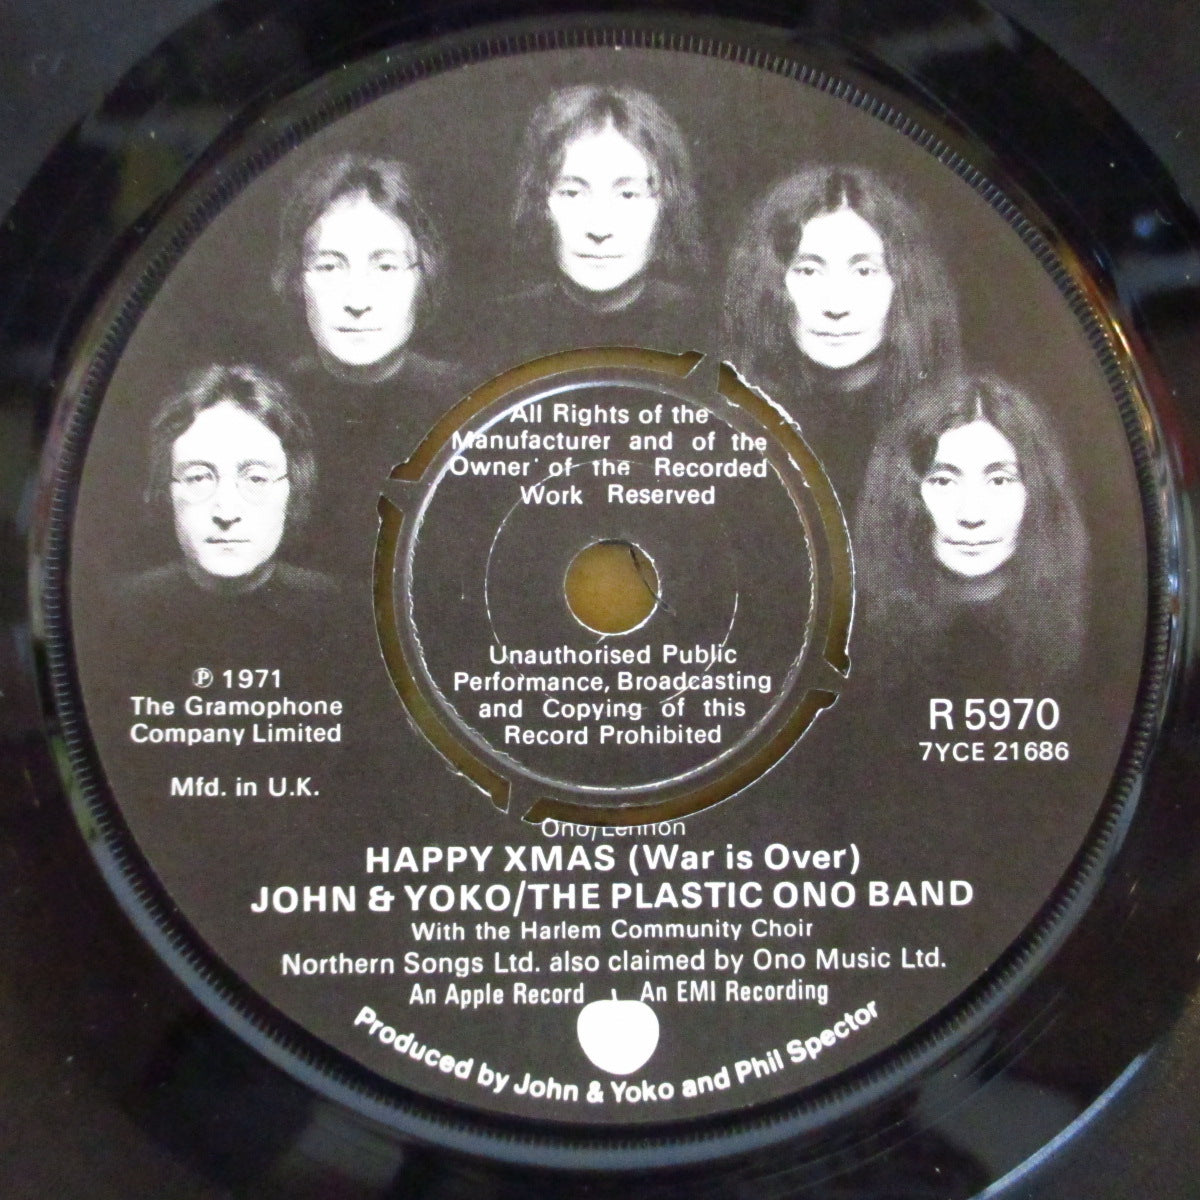 All Rights of the
Manufacturer and of the
Owner of the Recorded
Work Reserved
Unauthorised Public
Performance, Broadcasting
and Copying of this
Record Prohibited
℗ 1971
The Gramophone
Company Limited
Mfd. in U.K.
R 5970
7YCE 21686
Ono/Lennon
HAPPY XMAS (War is Over)
JOHN & YOKO/THE PLASTIC ONO BAND
With the Harlem Community Choir
Northern Songs Ltd. also claimed by Ono Music Ltd.
An Apple Record An EMI Recording
Produced by John & Yoko and Phil Spector